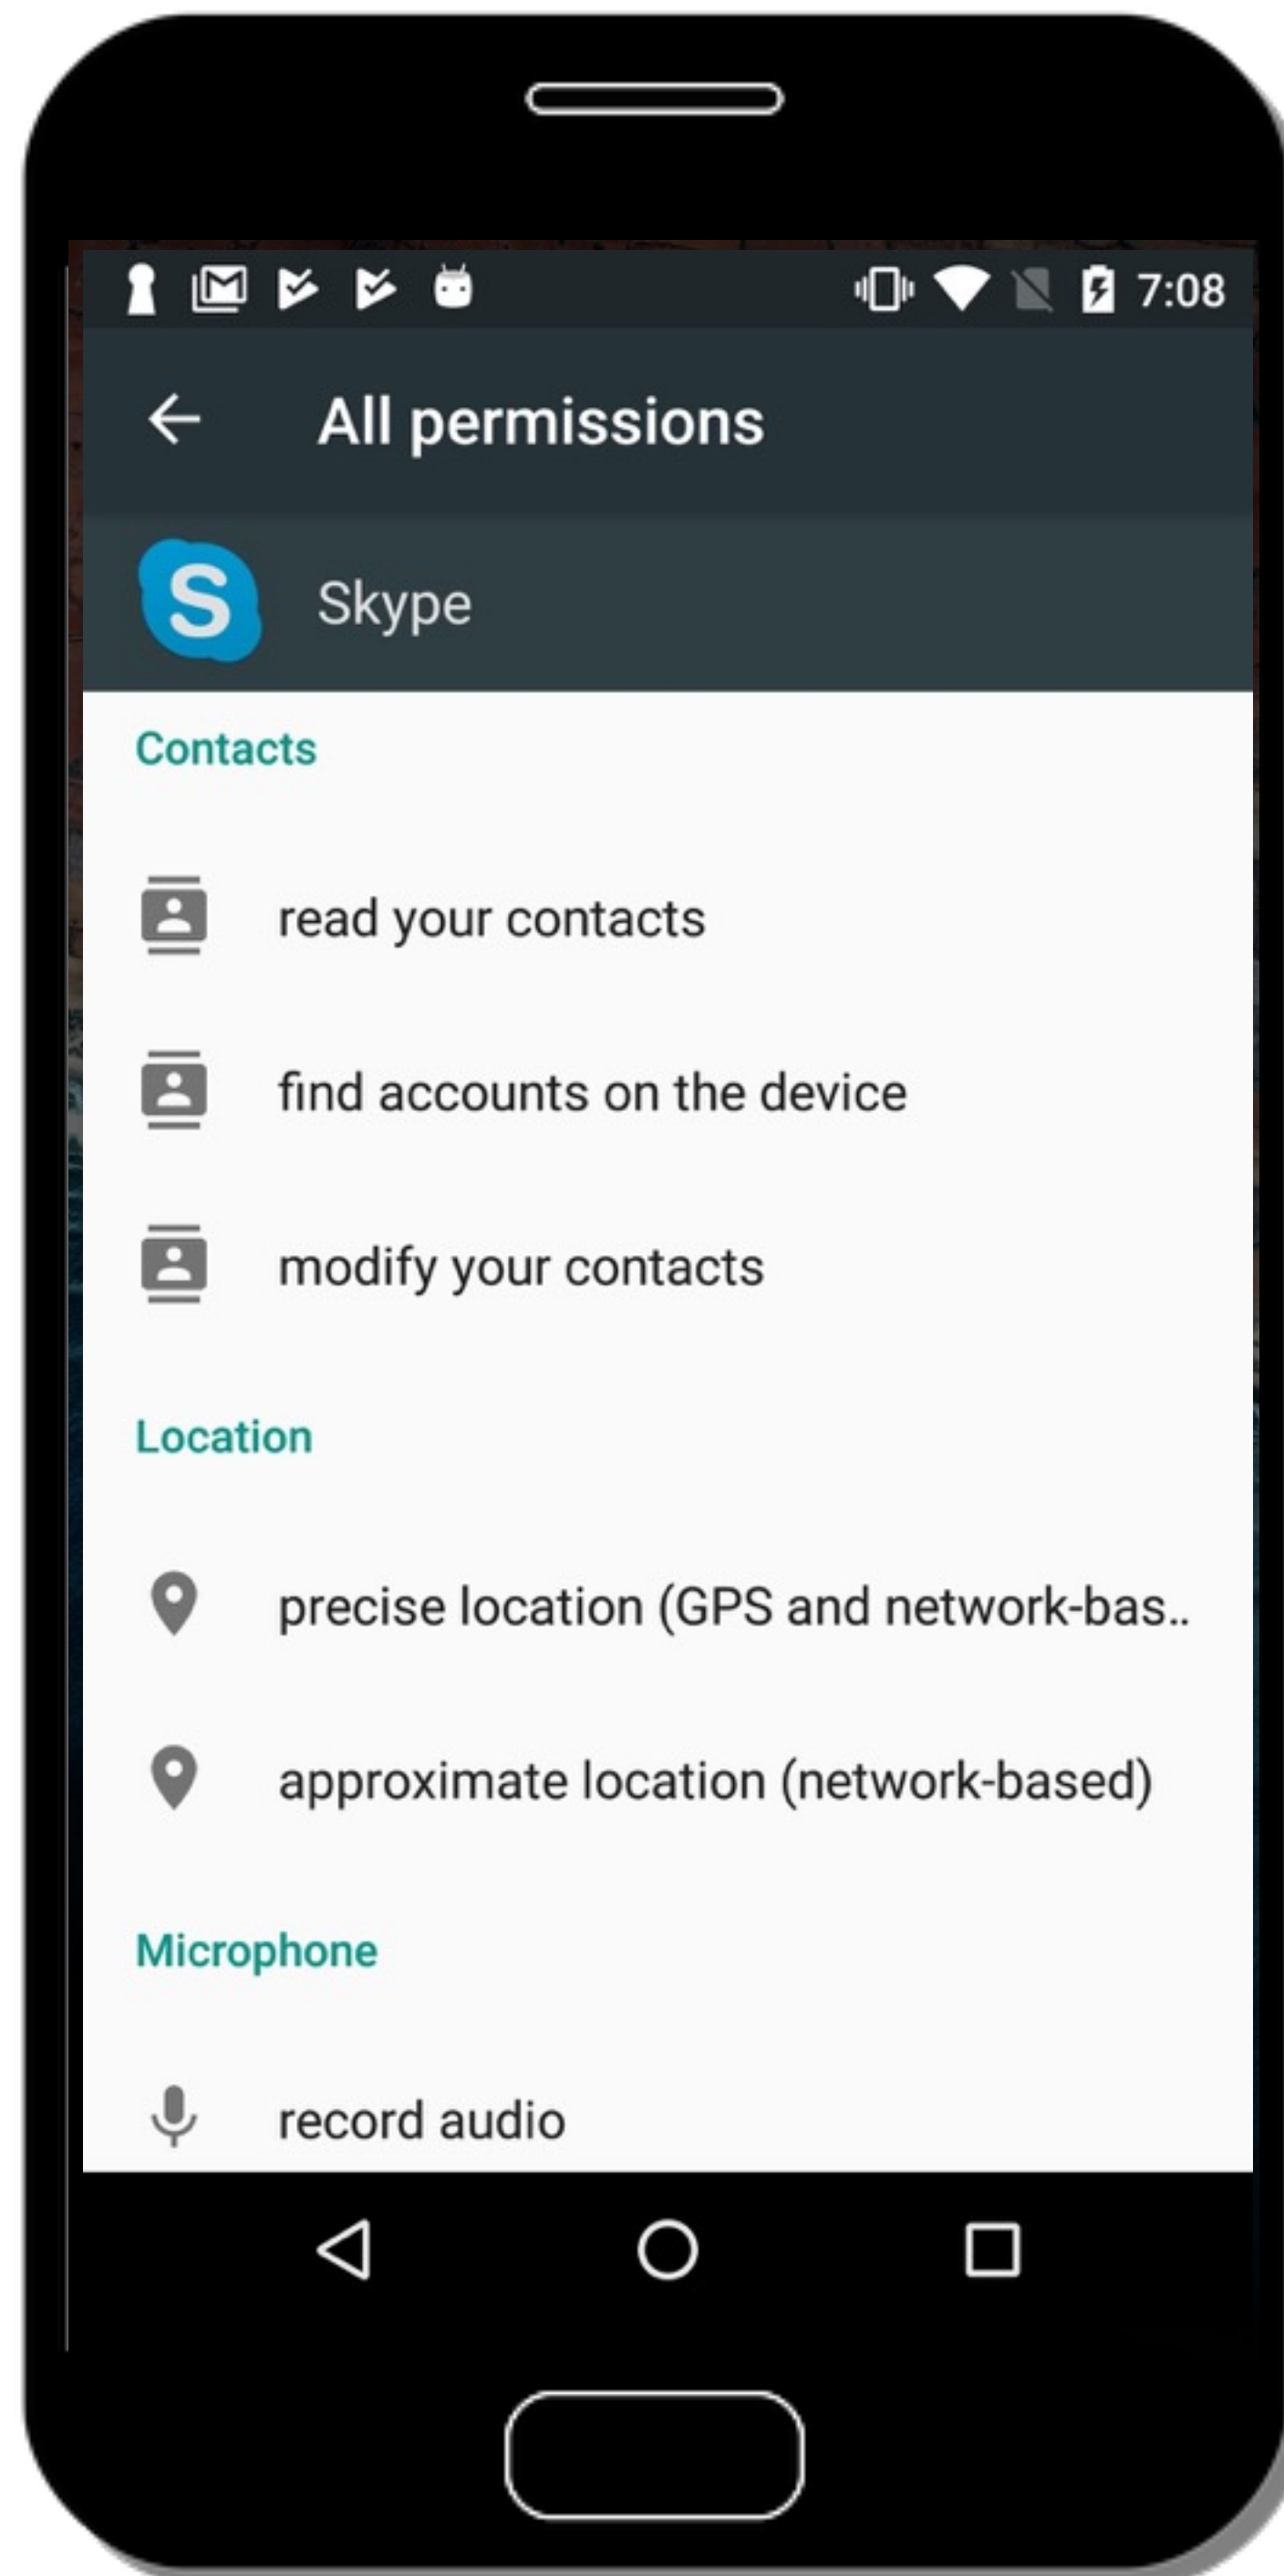 7:08
All permissions
S Skype
Contacts
read your contacts
find accounts on the device
modify your contacts
Location
precise location (GPS and network-bas..
approximate location (network-based)
Microphone
record audio